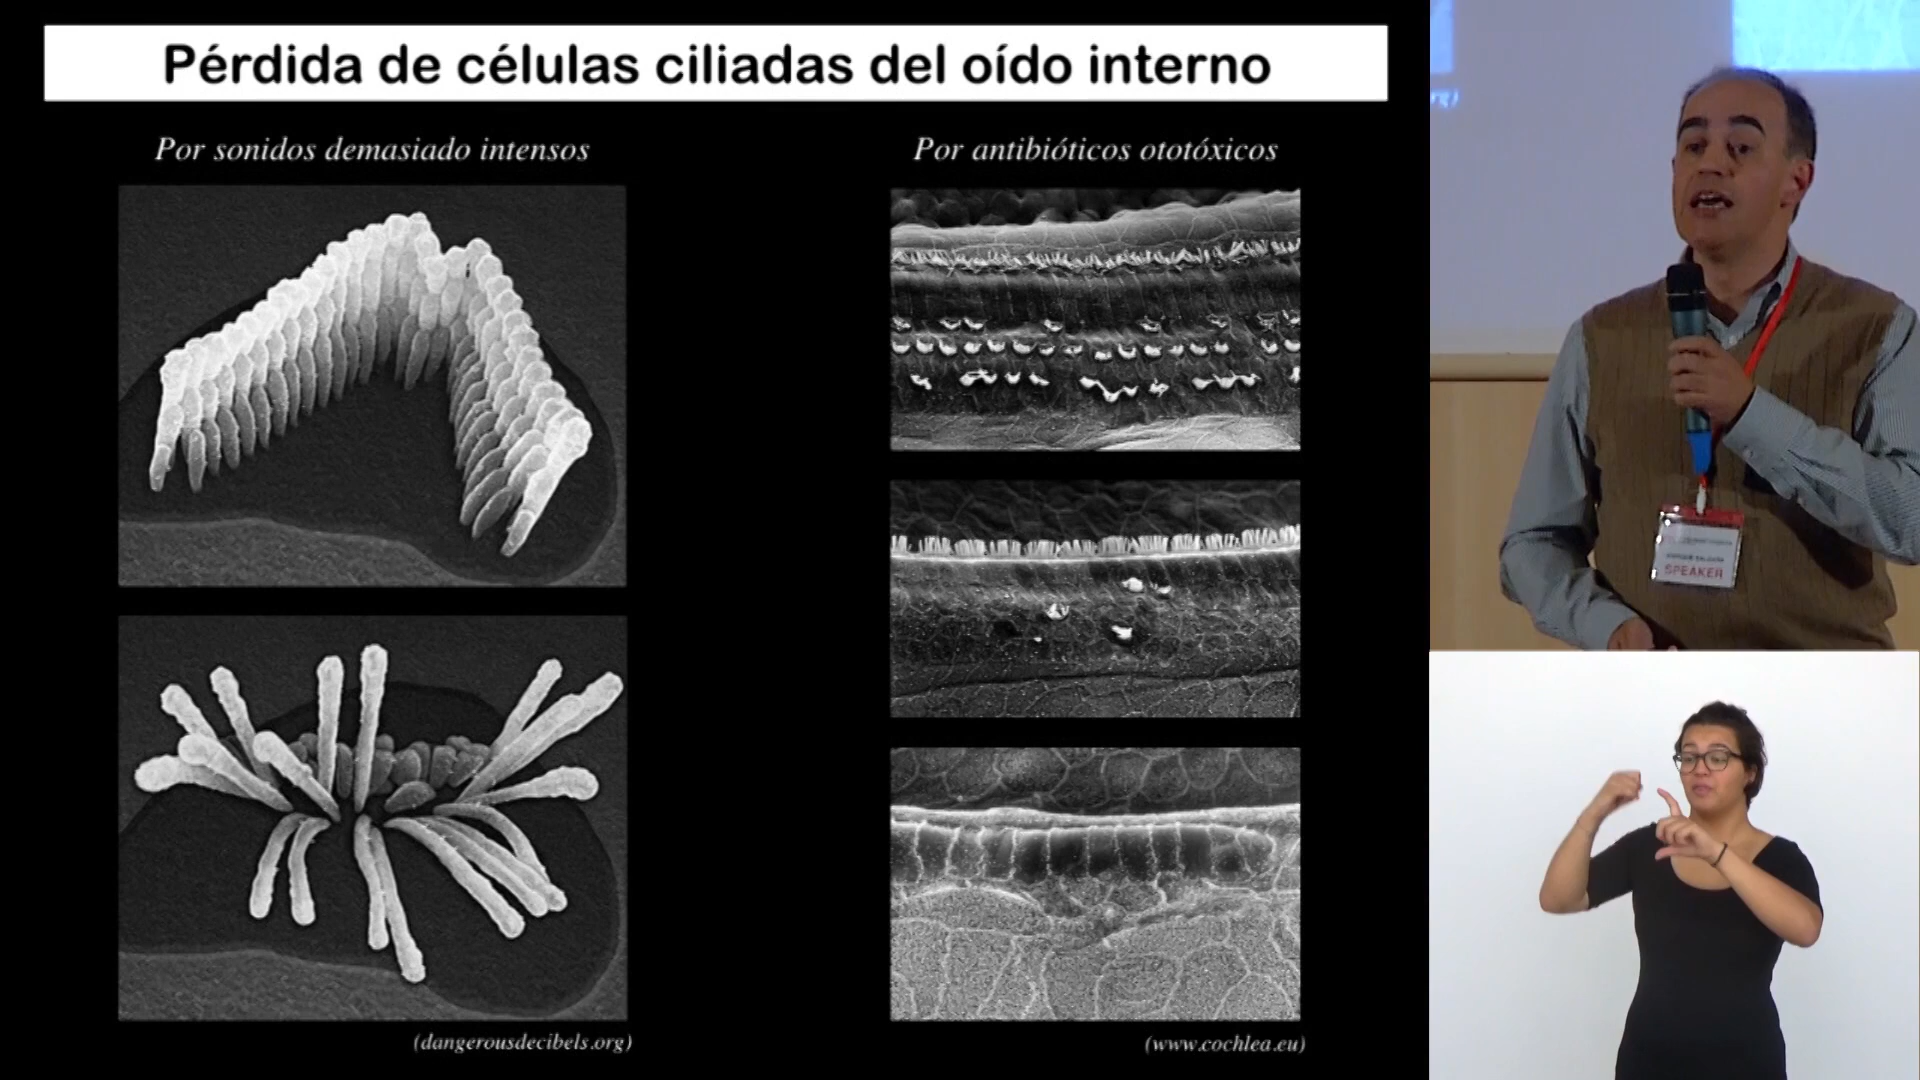 Pérdida de células ciliadas del oído interno
Por sonidos demasiado intensos
Por antibióticos ototóxicos
(dangerousdecibels.org)
(www.cochlea.eu)
SPEAKER